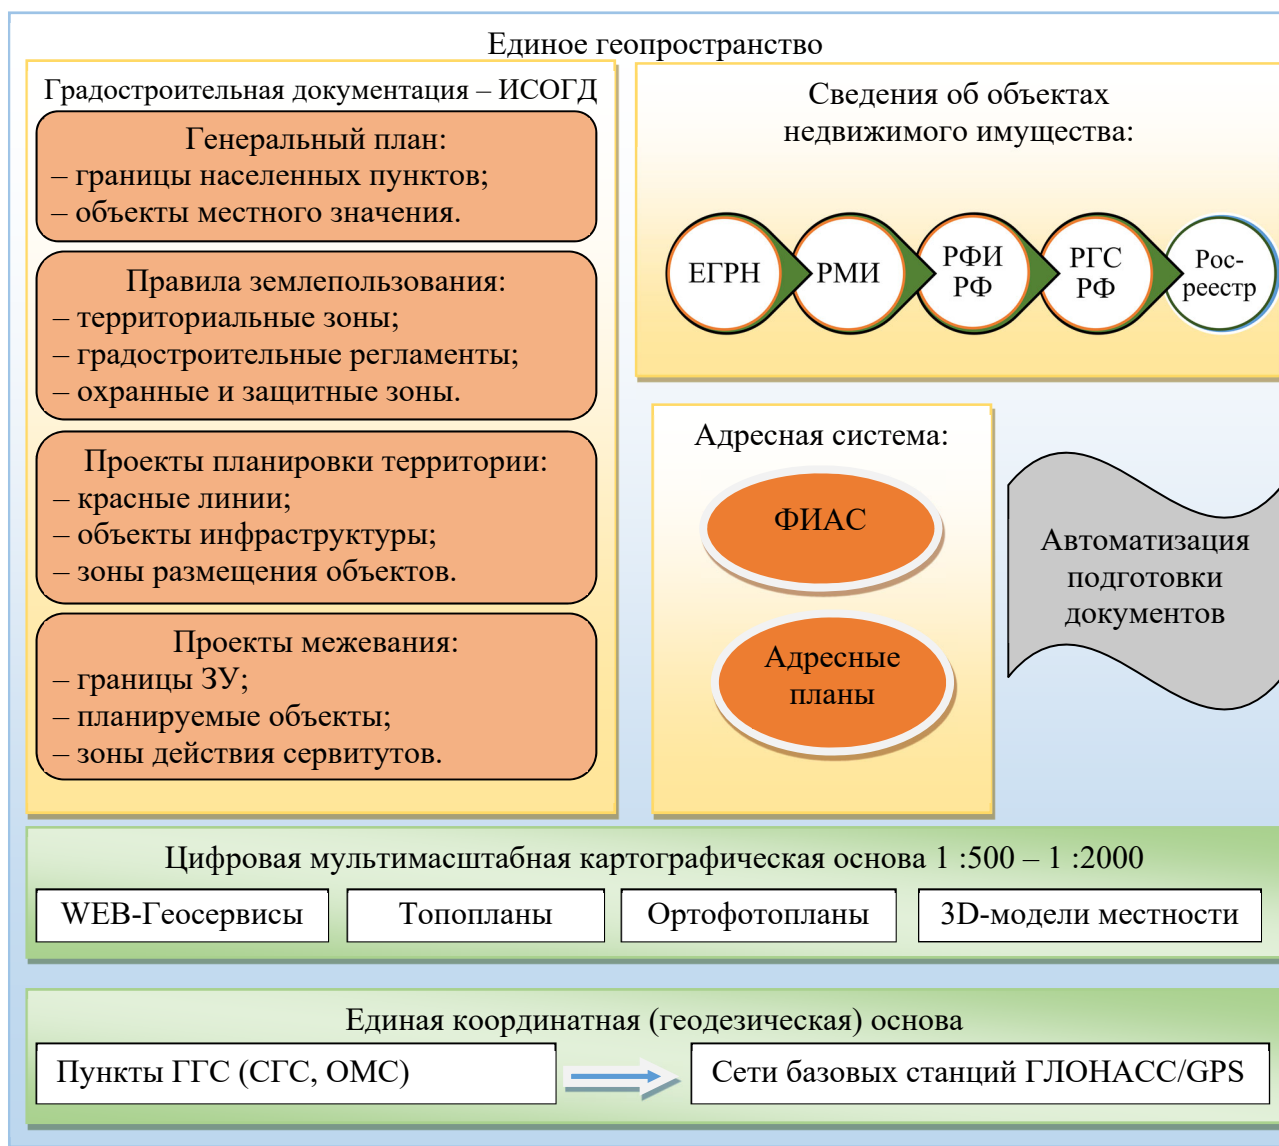 Единое геопространство
Градостроительная документация – ИСОГД
Генеральный план:
– границы населенных пунктов;
– объекты местного значения.
Правила землепользования:
– территориальные зоны;
– градостроительные регламенты;
– охранные и защитные зоны.
Проекты планировки территории:
– красные линии;
– объекты инфраструктуры;
– зоны размещения объектов.
Проекты межевания:
– границы ЗУ;
– планируемые объекты;
– зоны действия сервитутов.
Сведения об объектах
недвижимого имущества:
ЕГРН
РМИ
РФИ
РФ
РГС
РФ
Рос-
реестр
Адресная система:
ФИАС
Адресные
планы
Автоматизация
подготовки
документов
Цифровая мультимасштабная картографическая основа 1 :500 – 1 :2000
WEB-Геосервисы
Топопланы
Ортофотопланы
3D-модели местности
Единая координатная (геодезическая) основа
Пункты ГГС (СГС, ОМС)
Сети базовых станций ГЛОНАСС/GPS